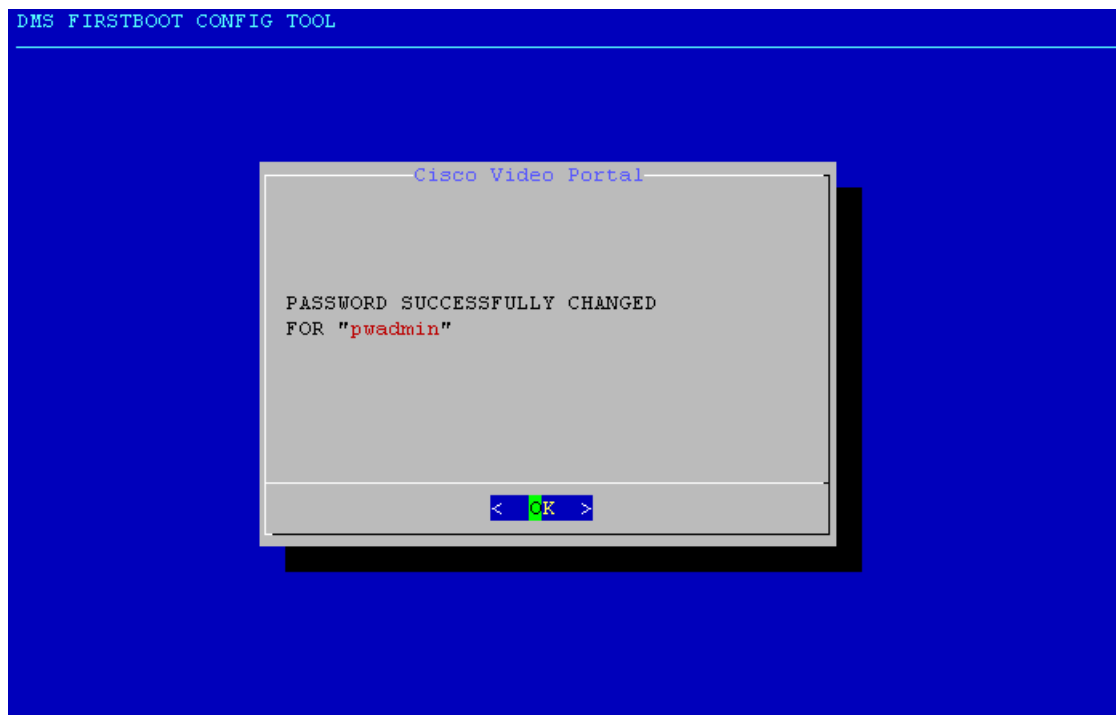 DMS FIRSTBOOT CONFIG TOOL
Cisco Video Portal
PASSWORD SUCCESSFULLY CHANGED
FOR "pwadmin"
< OK >